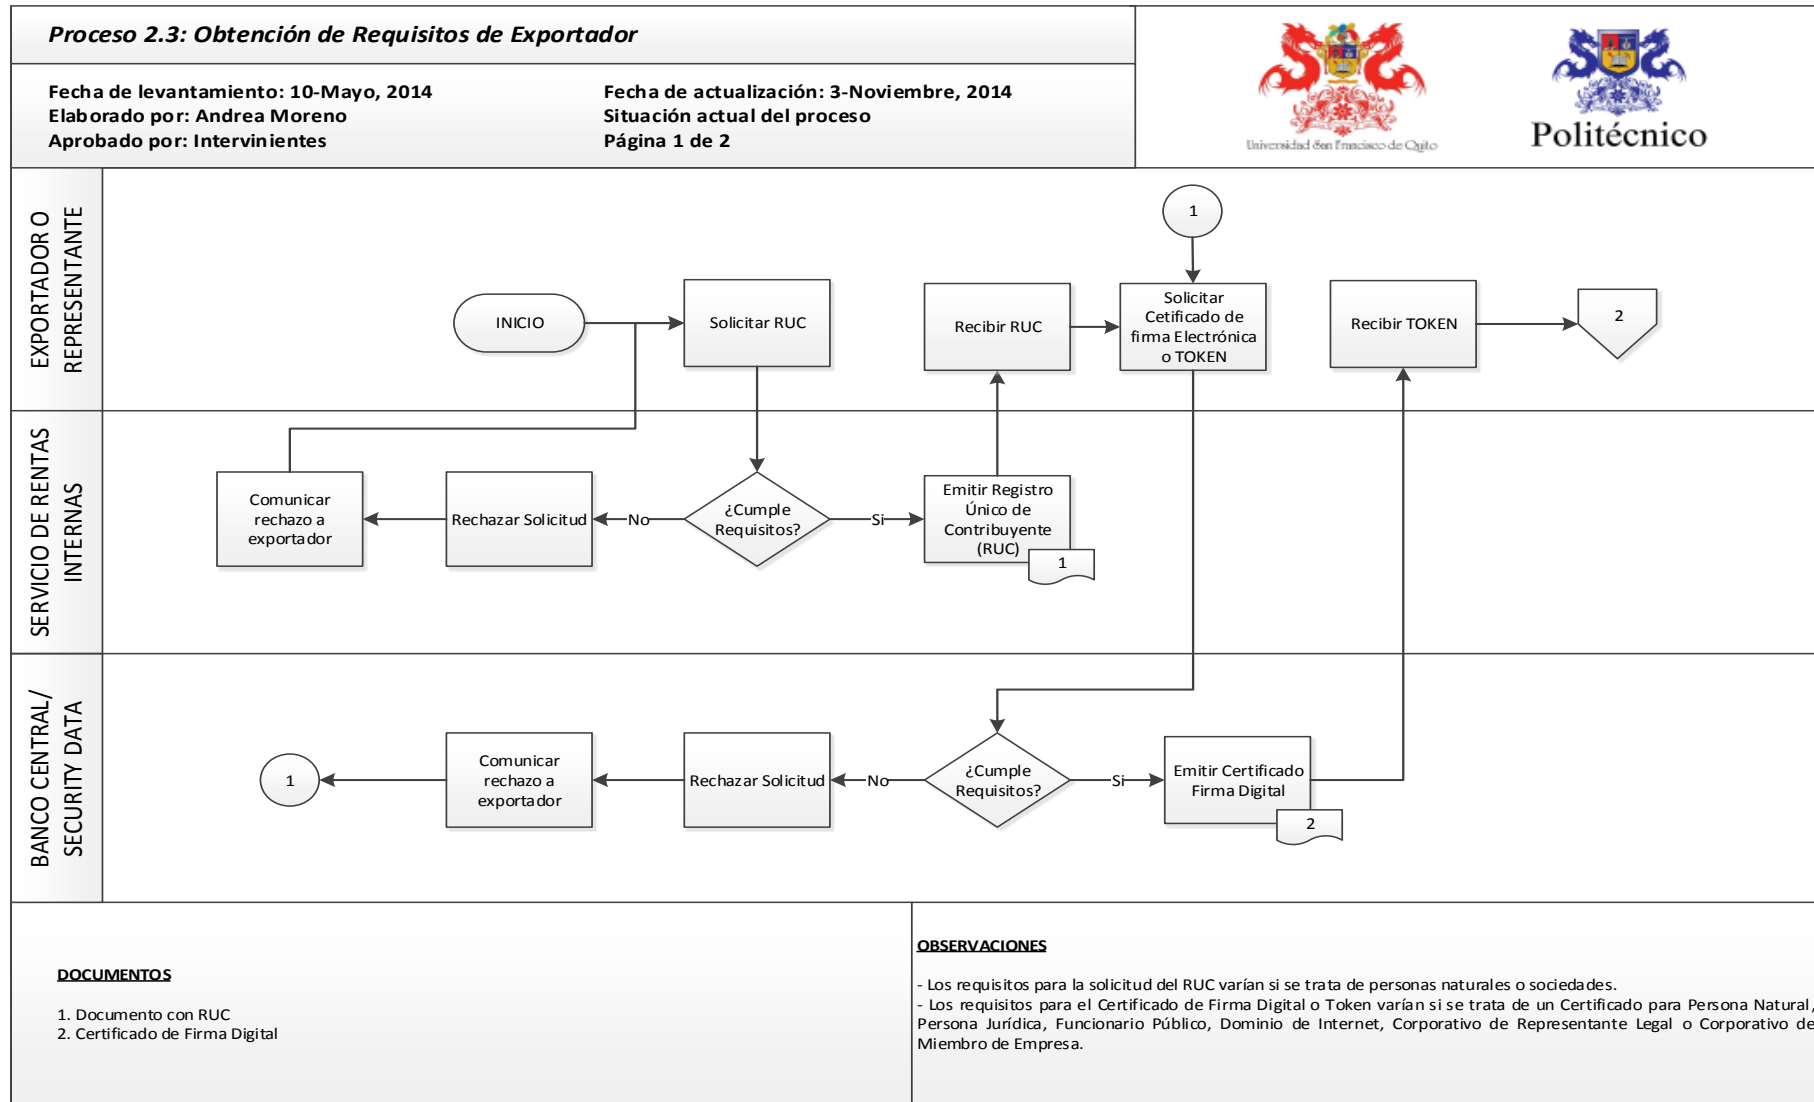 Proceso 2.3: Obtención de Requisitos de Exportador
Fecha de levantamiento: 10-Mayo, 2014
Elaborado por: Andrea Moreno
Aprobado por: Intervinientes
Fecha de actualización: 3-Noviembre, 2014
Situación actual del proceso
Página 1 de 2
Universidad San Francisco de Quito
Politécnico
EXPORTADOR O
REPRESENTANTE
1
INICIO
Solicitar RUC
Recibir RUC
Solicitar
Cetificado de
firma Electrónica
o TOKEN
Recibir TOKEN
2
SERVICIO DE RENTAS
INTERNAS
Comunicar
rechazo a
exportador
Rechazar Solicitud
No
¿Cumple
Requisitos?
Si
Emitir Registro
Único de
Contribuyente
(RUC)
1
BANCO CENTRAL/
SECURITY DATA
1
Comunicar
rechazo a
exportador
Rechazar Solicitud
No
¿Cumple
Requisitos?
Si
Emitir Certificado
Firma Digital
2
DOCUMENTOS
1. Documento con RUC
2. Certificado de Firma Digital
OBSERVACIONES
- Los requisitos para la solicitud del RUC varían si se trata de personas naturales o sociedades.
- Los requisitos para el Certificado de Firma Digital o Token varían si se trata de un Certificado para Persona Natural,
Persona Jurídica, Funcionario Público, Dominio de Internet, Corporativo de Representante Legal o Corporativo de
Miembro de Empresa.